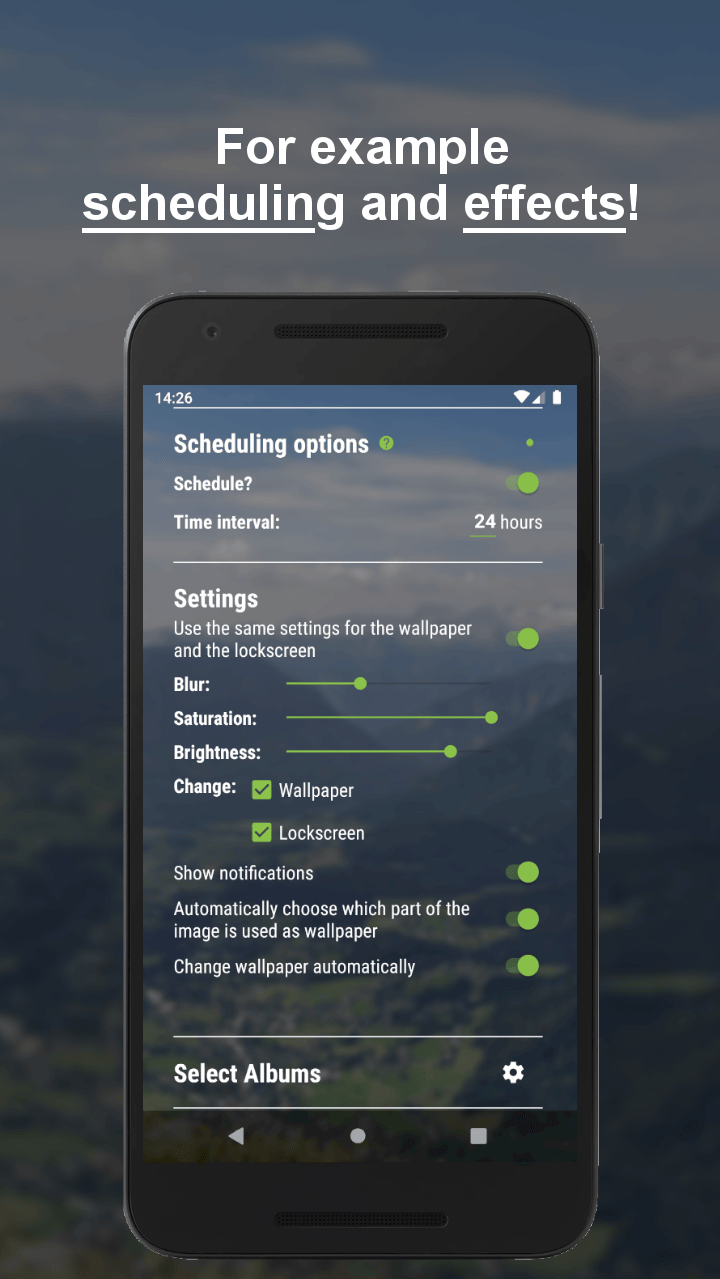 For example
scheduling and effects!
14:26
Scheduling options ?
Schedule?
Time interval: 24 hours
Settings
Use the same settings for the wallpaper
and the lockscreen
Blur:
Saturation:
Brightness:
Change: Wallpaper
Lockscreen
Show notifications
Automatically choose which part of the
image is used as wallpaper
Change wallpaper automatically
Select Albums